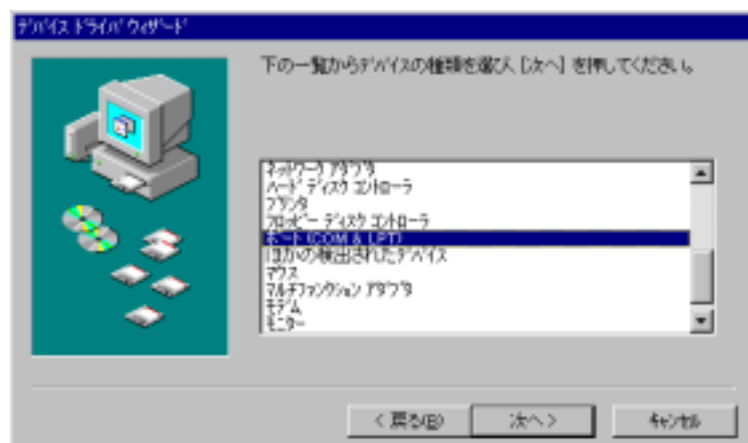 デバイス ドライバ ウィザード
下の一覧からデバイスの種類を選び、[次へ] を押してください。
ネットワーク アダプタ
ハード ディスク コントローラ
プリンタ
フロッピー ディスク コントローラ
ポート (COM & LPT)
ほかの検出されたデバイス
マウス
マルチファンクション アダプタ
モデム
モニター
< 戻る(B)
次へ >
キャンセル